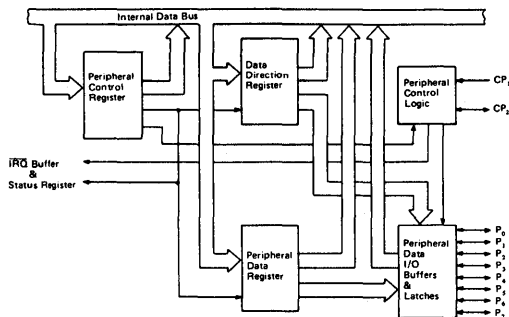 Internal Data Bus
Peripheral
Control
Register
Data
Direction
Register
Peripheral
Control
Logic
CP₁
CP₂
IRQ Buffer
&
Status Register
Peripheral
Data
Register
Peripheral
Data
I/O
Buffers
&
Latches
P₀
P₁
P₂
P₃
P₄
P₅
P₆
P₇